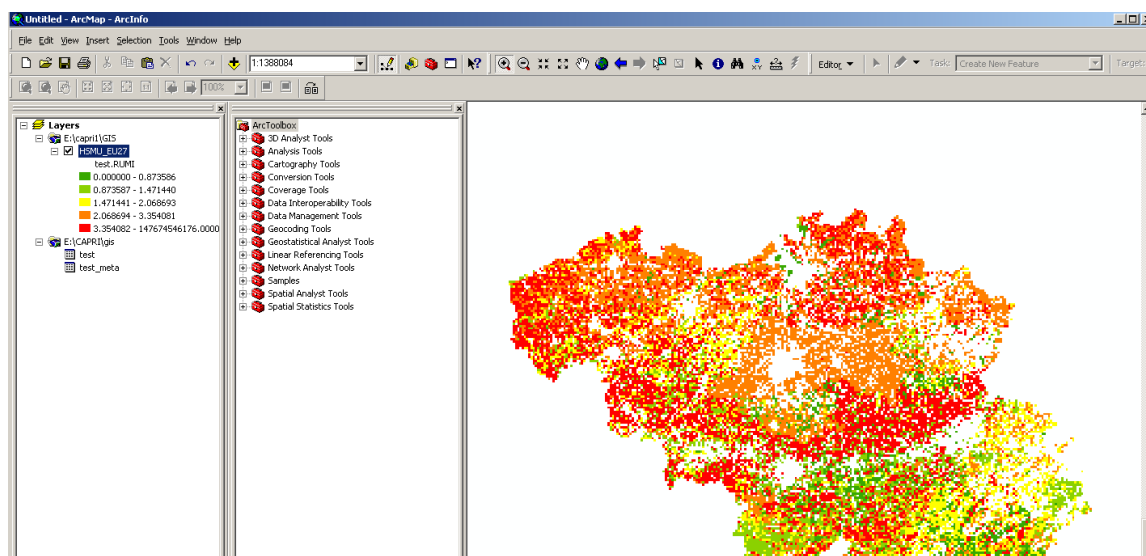 Untitled - ArcMap - ArcInfo
File Edit View Insert Selection Tools Window Help
1:1388084
Editor
Task: Create New Feature
Target:
100%
Layers
E:\capri1\GIS
HSMU_EU27
test.RUMI
0.000000 - 0.873586
0.873587 - 1.471440
1.471441 - 2.068693
2.068694 - 3.354081
3.354082 - 147674546176.0000
E:\CAPRI\gis
test
test_meta
ArcToolbox
3D Analyst Tools
Analysis Tools
Cartography Tools
Conversion Tools
Coverage Tools
Data Interoperability Tools
Data Management Tools
Geocoding Tools
Geostatistical Analyst Tools
Linear Referencing Tools
Network Analyst Tools
Samples
Spatial Analyst Tools
Spatial Statistics Tools